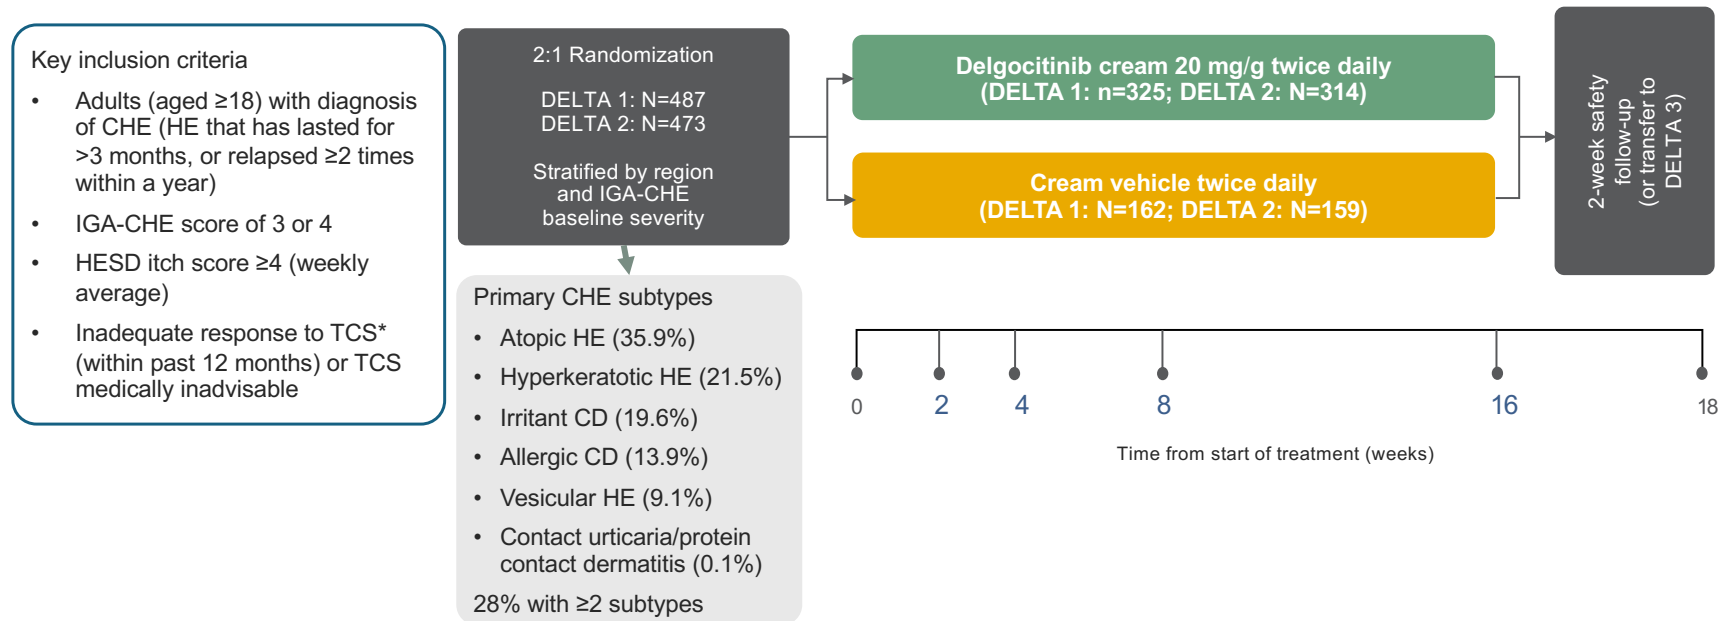 Key inclusion criteria
• Adults (aged ≥18) with diagnosis
of CHE (HE that has lasted for
>3 months, or relapsed ≥2 times
within a year)
• IGA-CHE score of 3 or 4
• HESD itch score ≥4 (weekly
average)
• Inadequate response to TCS*
(within past 12 months) or TCS
medically inadvisable
2:1 Randomization
DELTA 1: N=487
DELTA 2: N=473
Stratified by region
and IGA-CHE
baseline severity
Primary CHE subtypes
• Atopic HE (35.9%)
• Hyperkeratotic HE (21.5%)
• Irritant CD (19.6%)
• Allergic CD (13.9%)
• Vesicular HE (9.1%)
• Contact urticaria/protein
contact dermatitis (0.1%)
28% with ≥2 subtypes
Delgocitinib cream 20 mg/g twice daily
(DELTA 1: n=325; DELTA 2: N=314)
Cream vehicle twice daily
(DELTA 1: N=162; DELTA 2: N=159)
2-week safety
follow-up
(or transfer to
DELTA 3)
0 2 4 8 16 18
Time from start of treatment (weeks)